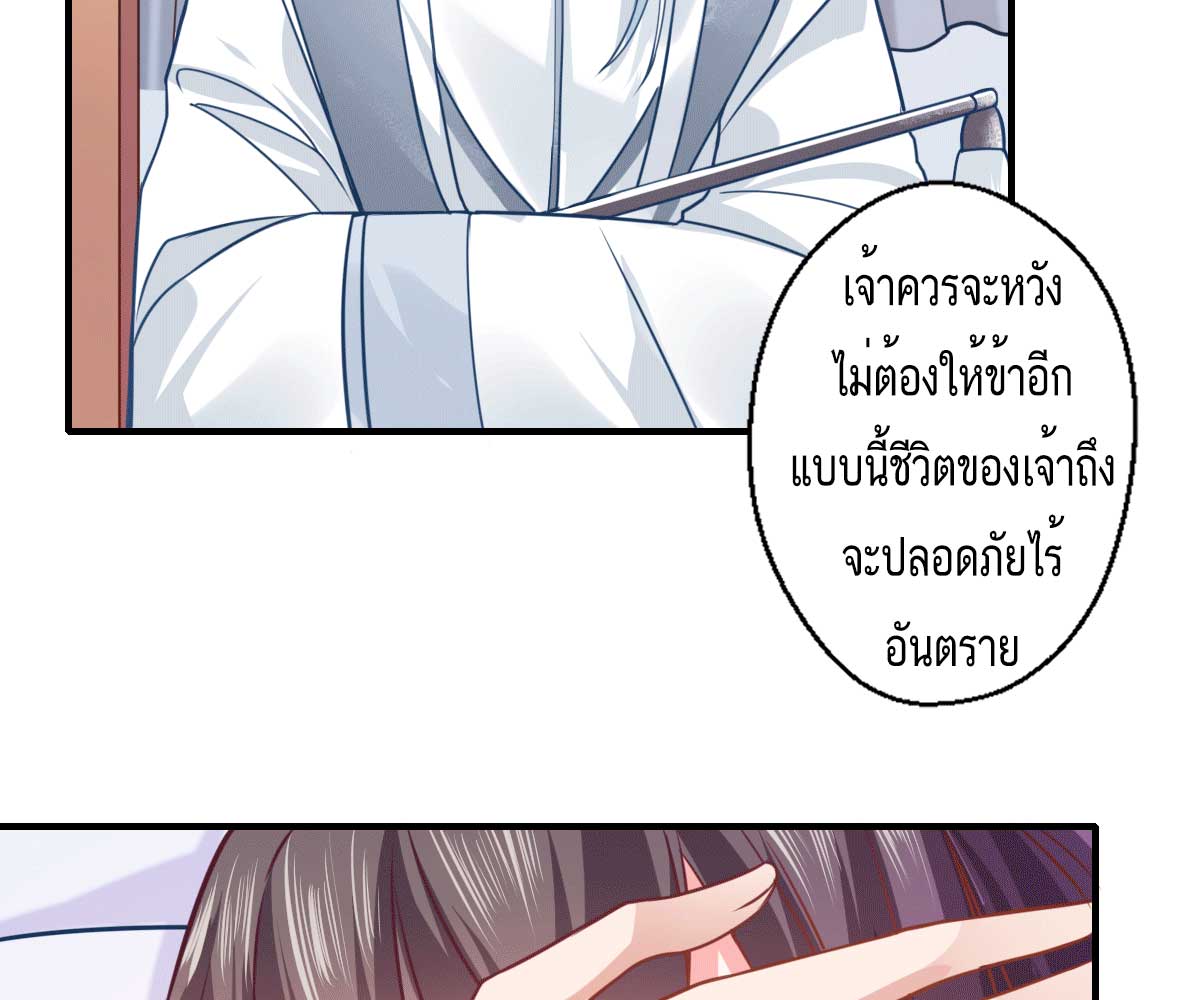 เจ้าควรจะหวัง
ไม่ต้องให้ข้าอีก
แบบนี้ชีวิตของเจ้าถึง
จะปลอดภัยไร้
อันตราย